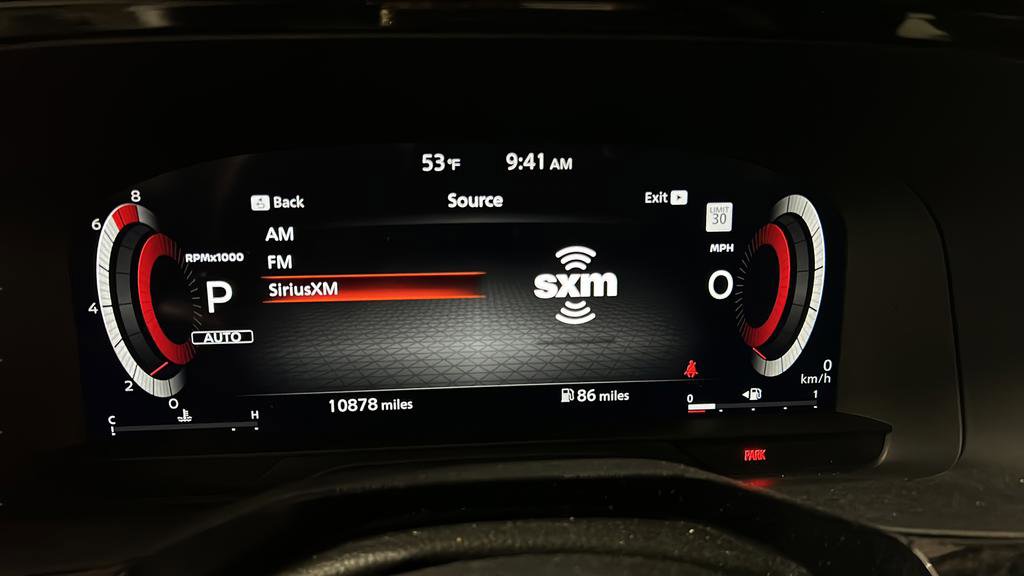 53°F 9:41 AM
Back Source Exit
8
6
4
2
0
RPMx1000
P
AUTO
AM
FM
SiriusXM
sxm
LIMIT
30
MPH
0
0
km/h
C H
10878 miles
86 miles
0 1
PARK